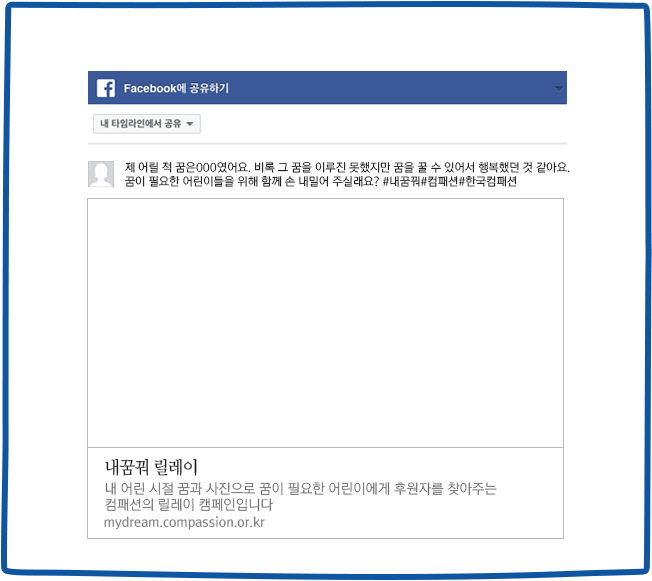 Facebook에 공유하기
내 타임라인에서 공유
제 어릴 적 꿈은000였어요. 비록 그 꿈을 이루진 못했지만 꿈을 꿀 수 있어서 행복했던 것 같아요.
꿈이 필요한 어린이들을 위해 함께 손 내밀어 주실래요? #내꿈꿔#컴패션#한국컴패션
내꿈꿔 릴레이
내 어린 시절 꿈과 사진으로 꿈이 필요한 어린이에게 후원자를 찾아주는
컴패션의 릴레이 캠페인입니다
mydream.compassion.or.kr